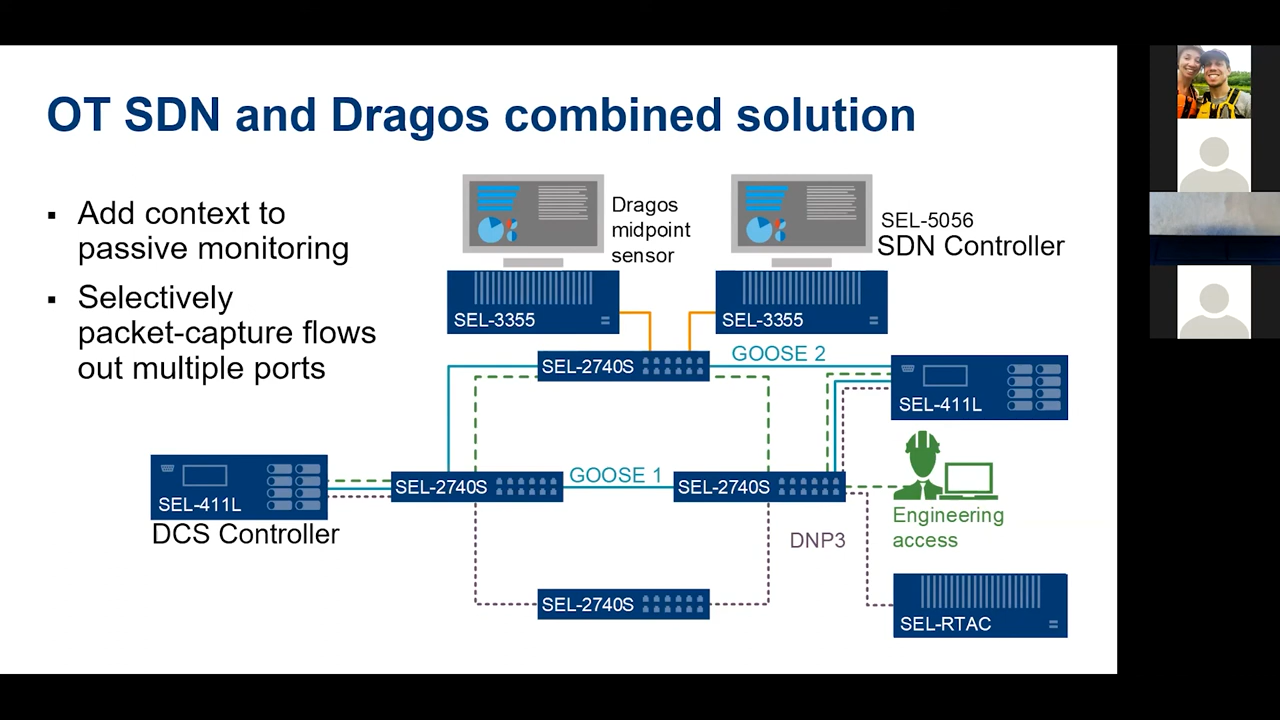 OT SDN and Dragos combined solution
▪ Add context to
passive monitoring
▪ Selectively
packet-capture flows
out multiple ports
Dragos
midpoint
sensor
SEL-5056
SDN Controller
SEL-3355
SEL-3355
SEL-2740S
GOOSE 2
SEL-411L
SEL-411L
DCS Controller
SEL-2740S
GOOSE 1
SEL-2740S
Engineering
access
DNP3
SEL-2740S
SEL-RTAC